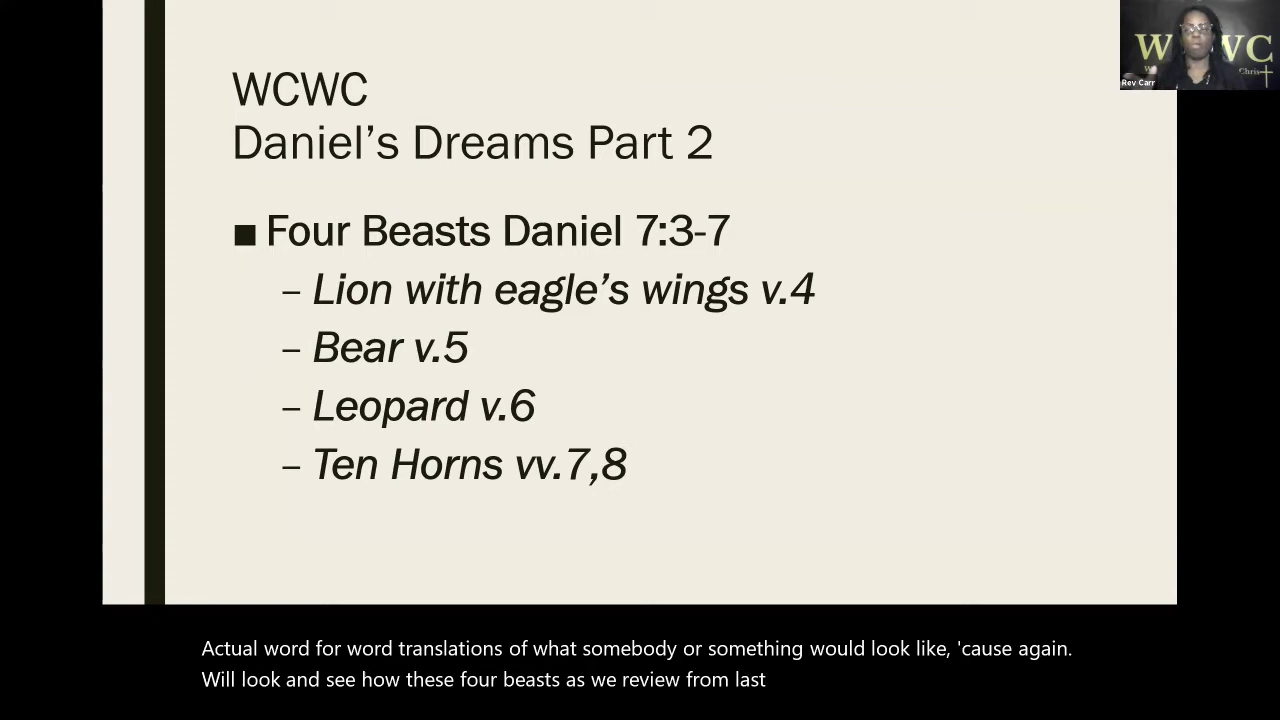 WCWC
Daniel’s Dreams Part 2
■ Four Beasts Daniel 7:3-7
– Lion with eagle’s wings v.4
– Bear v.5
– Leopard v.6
– Ten Horns vv.7,8
W VC
Chris
Rev Carr
Actual word for word translations of what somebody or something would look like, 'cause again.
Will look and see how these four beasts as we review from last